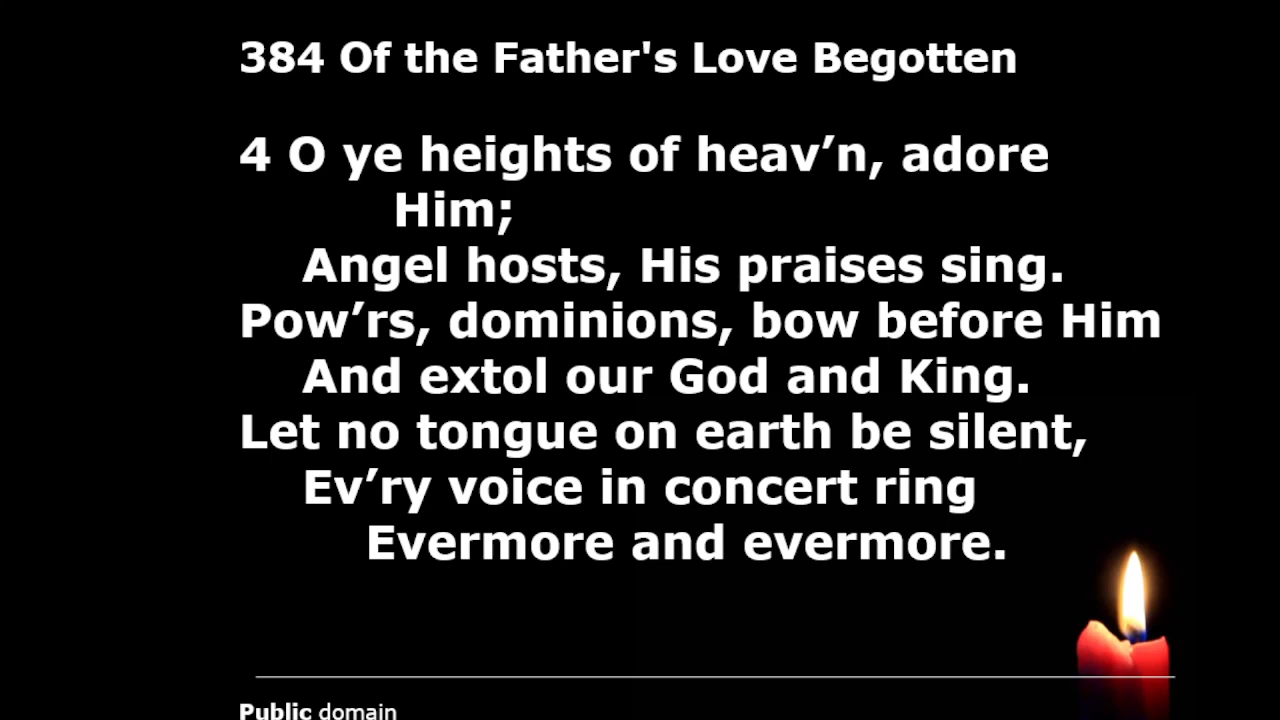 384 Of the Father's Love Begotten
4 O ye heights of heav’n, adore
Him;
Angel hosts, His praises sing.
Pow’rs, dominions, bow before Him
And extol our God and King.
Let no tongue on earth be silent,
Ev’ry voice in concert ring
Evermore and evermore.
Public domain